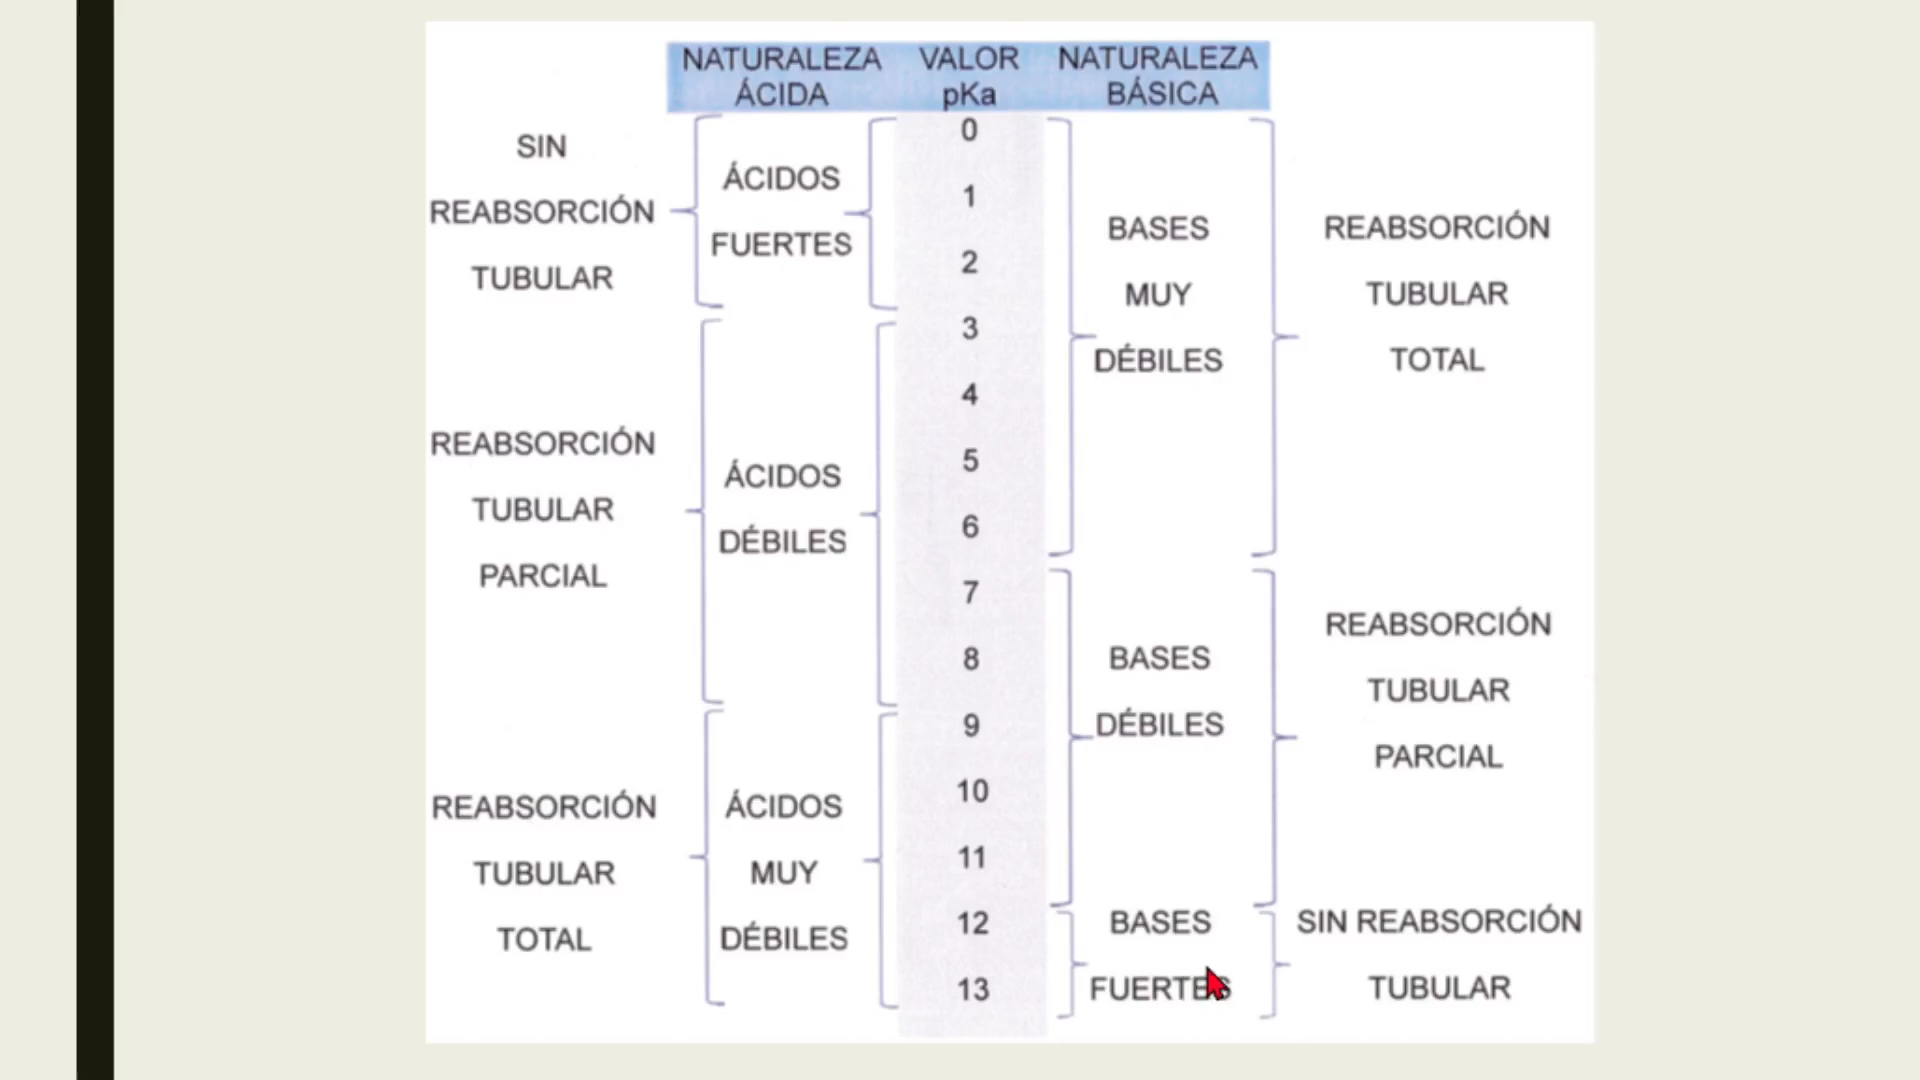 NATURALEZA ÁCIDA
VALOR pKa
NATURALEZA BÁSICA
SIN
REABSORCIÓN
TUBULAR
ÁCIDOS
FUERTES
REABSORCIÓN
TUBULAR
PARCIAL
ÁCIDOS
DÉBILES
REABSORCIÓN
TUBULAR
TOTAL
ÁCIDOS
MUY
DÉBILES
0
1
2
3
4
5
6
7
8
9
10
11
12
13
BASES
MUY
DÉBILES
REABSORCIÓN
TUBULAR
TOTAL
BASES
DÉBILES
REABSORCIÓN
TUBULAR
PARCIAL
BASES
FUERTES
SIN REABSORCIÓN
TUBULAR